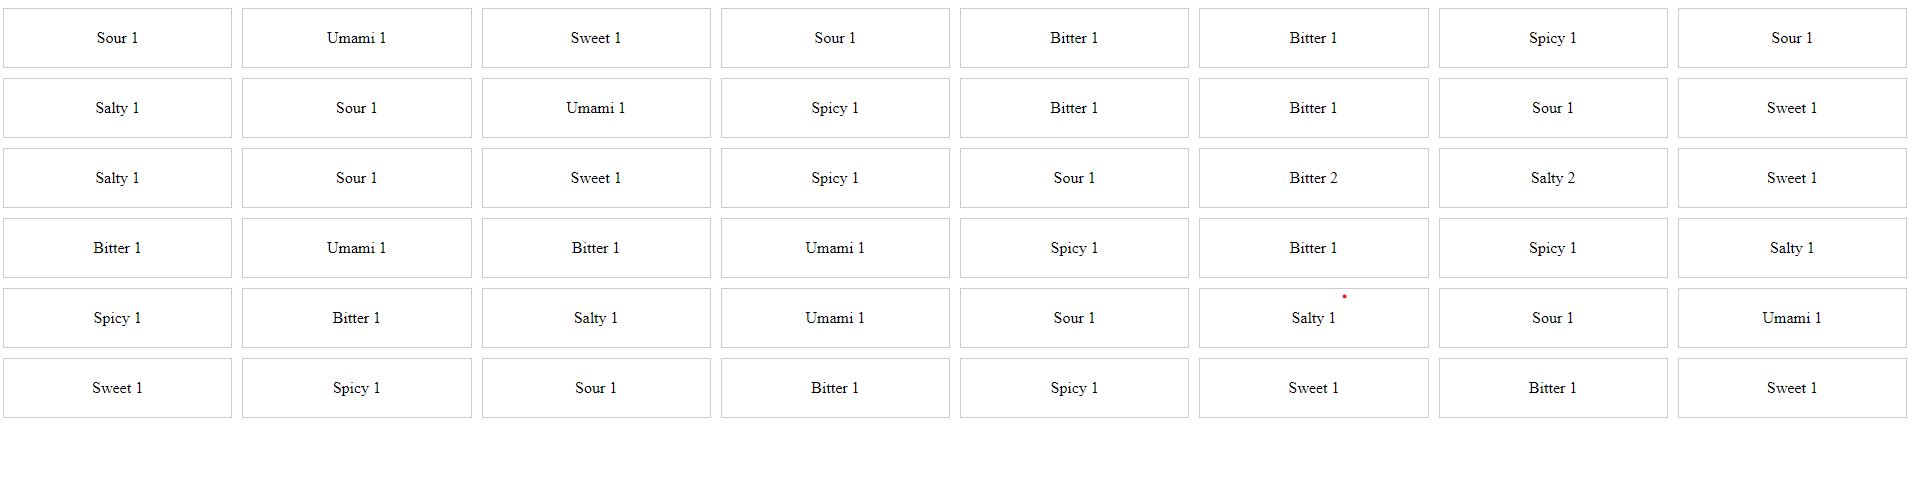 Sour 1 Umami 1 Sweet 1 Sour 1 Bitter 1 Bitter 1 Spicy 1 Sour 1
Salty 1 Sour 1 Umami 1 Spicy 1 Bitter 1 Bitter 1 Sour 1 Sweet 1
Salty 1 Sour 1 Sweet 1 Spicy 1 Sour 1 Bitter 2 Salty 2 Sweet 1
Bitter 1 Umami 1 Bitter 1 Umami 1 Spicy 1 Bitter 1 Spicy 1 Salty 1
Spicy 1 Bitter 1 Salty 1 Umami 1 Sour 1 Salty 1 Sour 1 Umami 1
Sweet 1 Spicy 1 Sour 1 Bitter 1 Spicy 1 Sweet 1 Bitter 1 Sweet 1